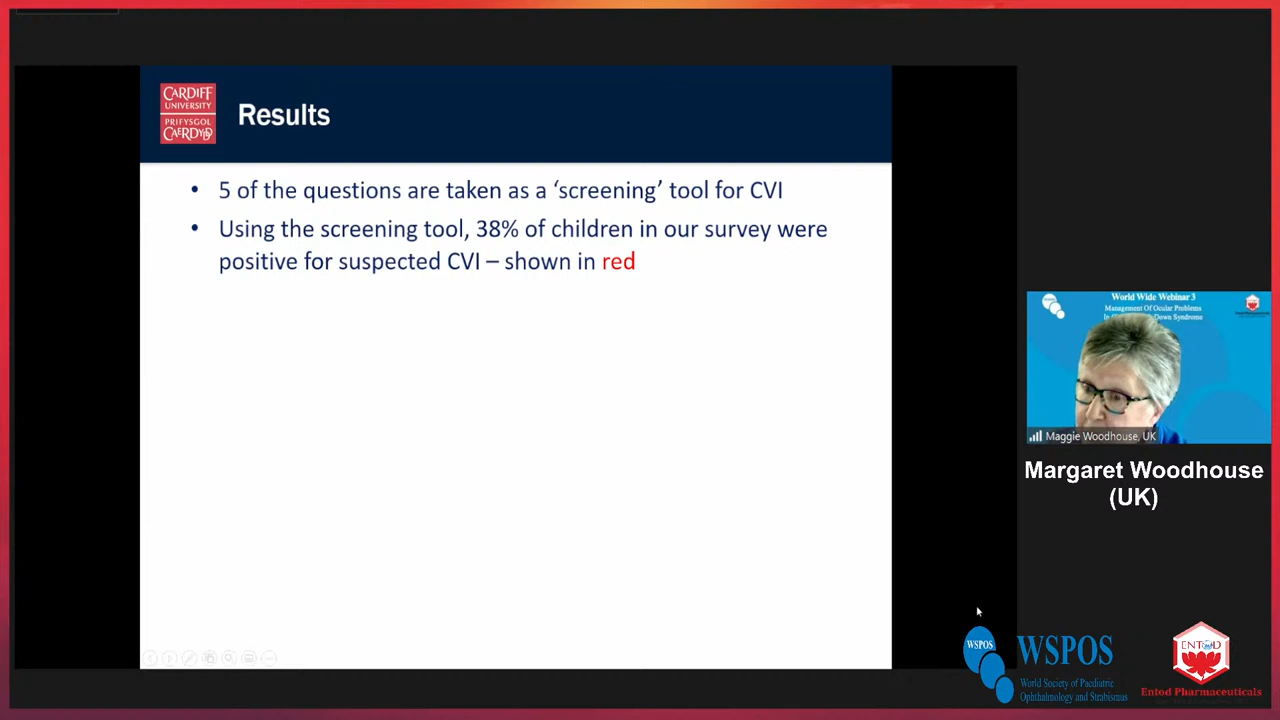 CARDIFF
UNIVERSITY
PRIFYSGOL
CAERDYDD
Results
• 5 of the questions are taken as a ‘screening’ tool for CVI
• Using the screening tool, 38% of children in our survey were
positive for suspected CVI – shown in red
World Wide Webinar 3
Management Of Ocular Problems
Down Syndrome
Maggie Woodhouse, UK
Margaret Woodhouse
(UK)
WSPOS
WSPOS
World Society of Paediatric
Ophthalmology and Strabismus
ENTOD
Entod Pharmaceuticals